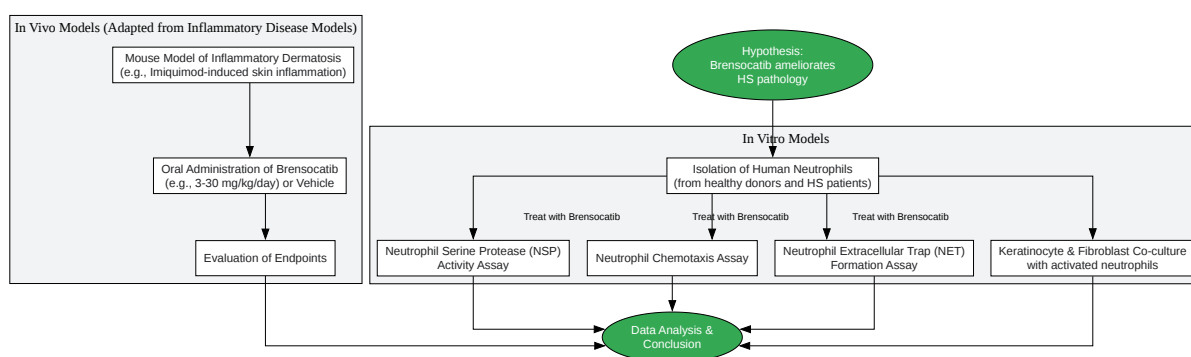 In Vivo Models (Adapted from Inflammatory Disease Models)
Mouse Model of Inflammatory Dermatosis
(e.g., Imiquimod-induced skin inflammation)
Oral Administration of Brensocatib
(e.g., 3-30 mg/kg/day) or Vehicle
Evaluation of Endpoints
Hypothesis:
Brensocatib ameliorates
HS pathology
In Vitro Models
Isolation of Human Neutrophils
(from healthy donors and HS patients)
Treat with Brensocatib
Treat with Brensocatib
Treat with Brensocatib
Neutrophil Serine Protease (NSP)
Activity Assay
Neutrophil Chemotaxis Assay
Neutrophil Extracellular Trap (NET)
Formation Assay
Keratinocyte & Fibroblast Co-culture
with activated neutrophils
Data Analysis &
Conclusion